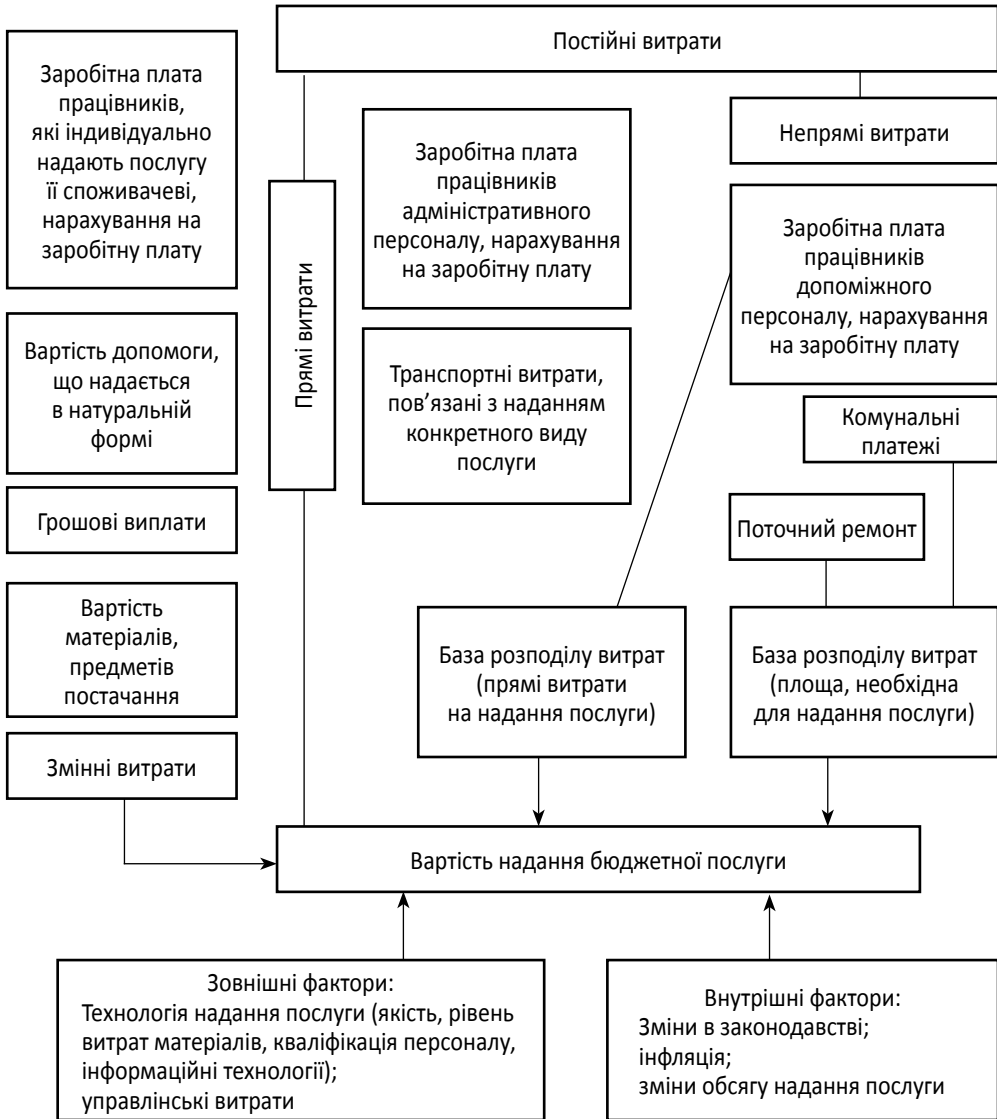 Постійні витрати
Заробітна плата
працівників,
які індивідуально
надають послугу
її споживачеві,
нарахування на
заробітну плату
Непрямі витрати
Заробітна плата
працівників
адміністративного
персоналу, нарахування
на заробітну плату
Прямі витрати
Заробітна плата
працівників
допоміжного
персоналу, нарахування
на заробітну плату
Вартість допомоги,
що надається
в натуральній
формі
Транспортні витрати,
пов’язані з наданням
конкретного виду
послуги
Комунальні
платежі
Грошові виплати
Поточний ремонт
Вартість
матеріалів,
предметів
постачання
База розподілу витрат
(прямі витрати
на надання послуги)
База розподілу витрат
(площа, необхідна
для надання послуги)
Змінні витрати
Вартість надання бюджетної послуги
Зовнішні фактори:
Технологія надання послуги (якість, рівень
витрат матеріалів, кваліфікація персоналу,
інформаційні технології);
управлінські витрати
Внутрішні фактори:
Зміни в законодавстві;
інфляція;
зміни обсягу надання послуги